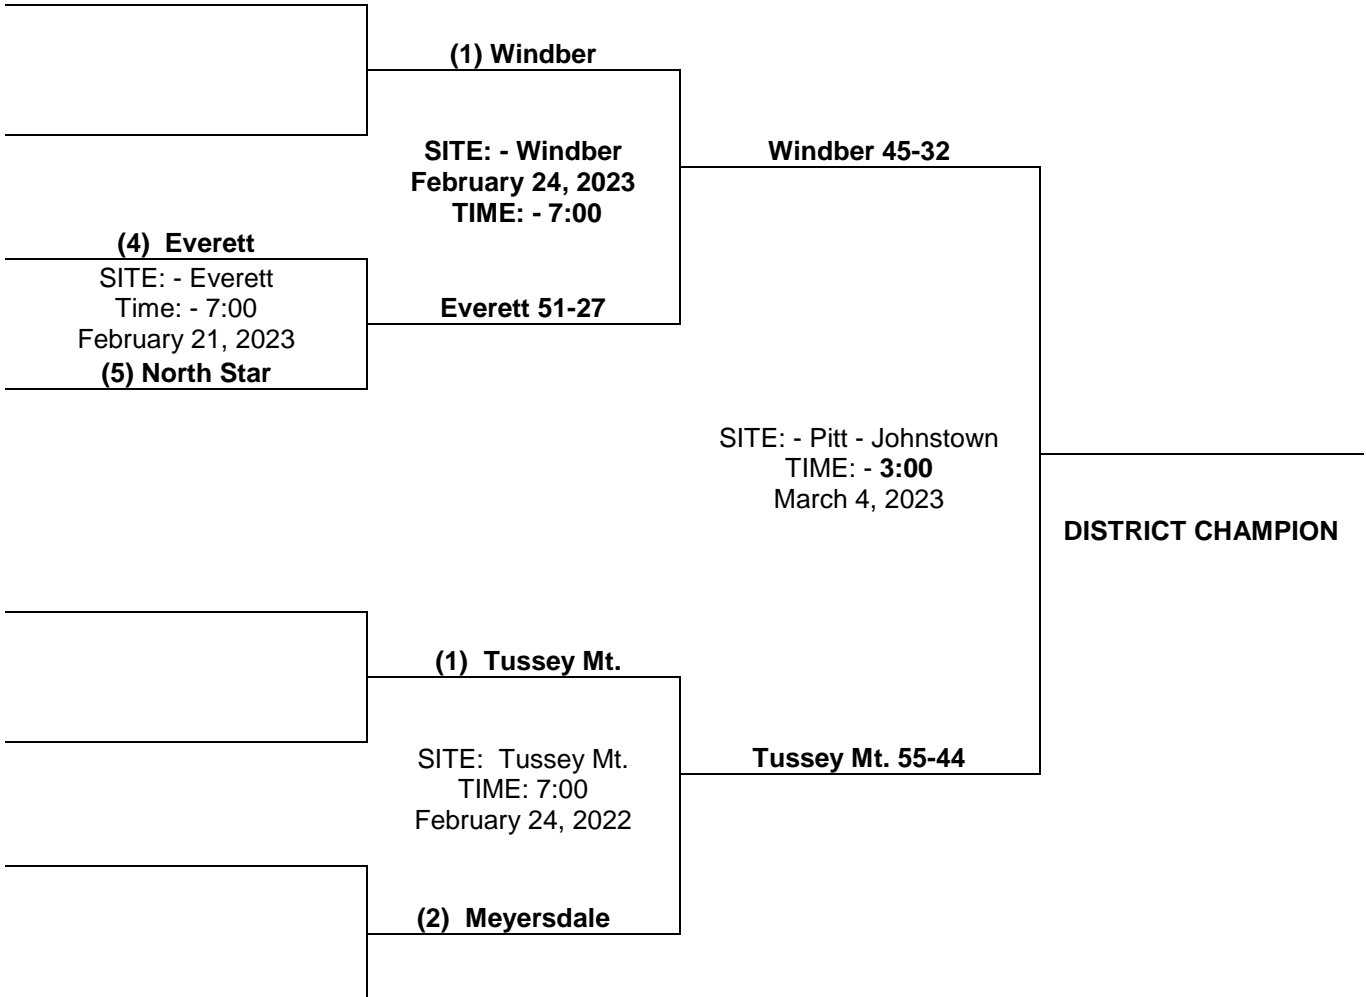 (1) Windber
SITE: - Windber
February 24, 2023
TIME: - 7:00
Windber 45-32
(4) Everett
SITE: - Everett
Time: - 7:00
February 21, 2023
(5) North Star
Everett 51-27
SITE: - Pitt - Johnstown
TIME: - 3:00
March 4, 2023
DISTRICT CHAMPION
(1) Tussey Mt.
SITE: Tussey Mt.
TIME: 7:00
February 24, 2022
Tussey Mt. 55-44
(2) Meyersdale